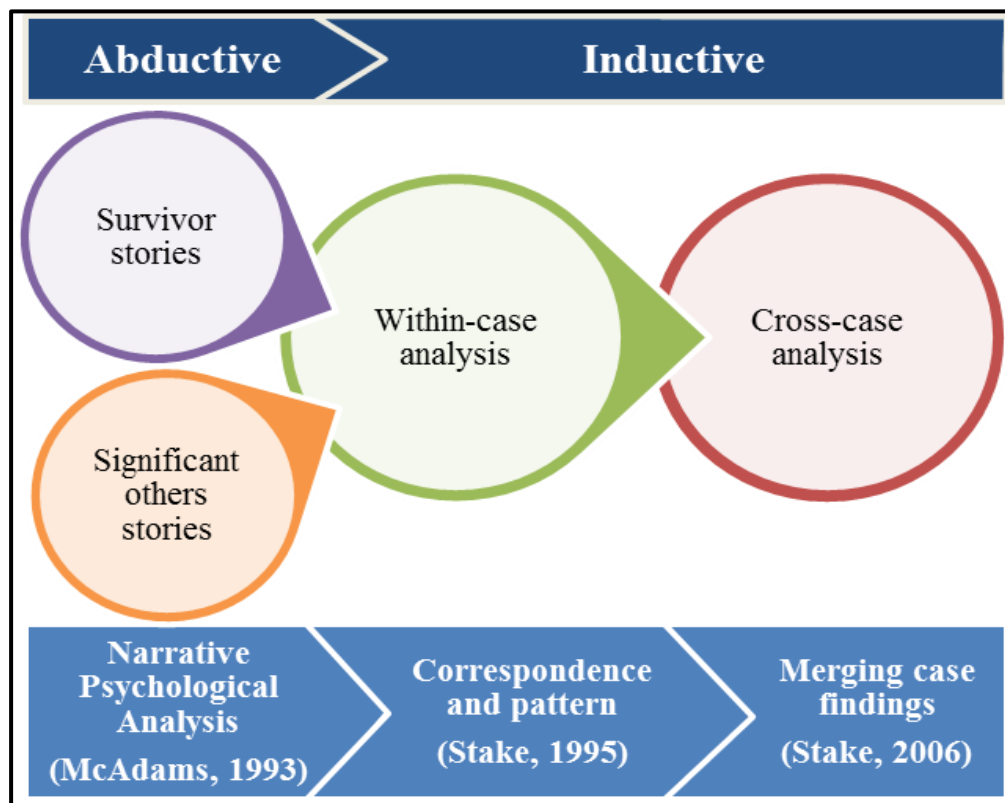 Abductive
Inductive
Survivor
stories
Significant
others
stories
Within-case
analysis
Cross-case
analysis
Narrative
Psychological
Analysis
(McAdams, 1993)
Correspondence
and pattern
(Stake, 1995)
Merging case
findings
(Stake, 2006)